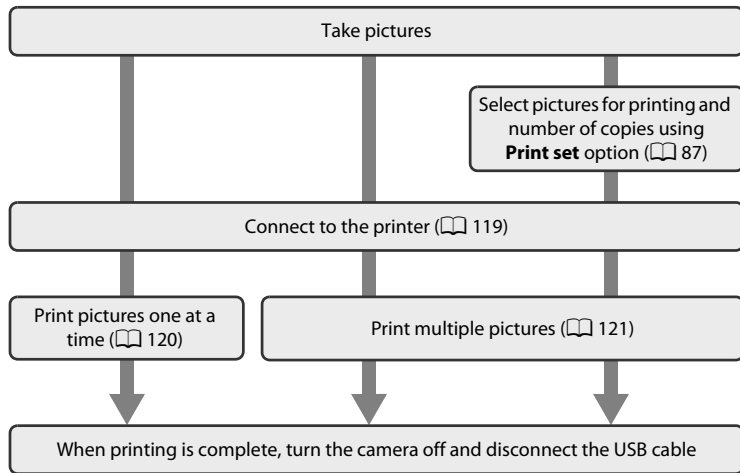 Take pictures
Select pictures for printing and
number of copies using
Print set option (📖 87)
Connect to the printer (📖 119)
Print pictures one at a
time (📖 120)
Print multiple pictures (📖 121)
When printing is complete, turn the camera off and disconnect the USB cable